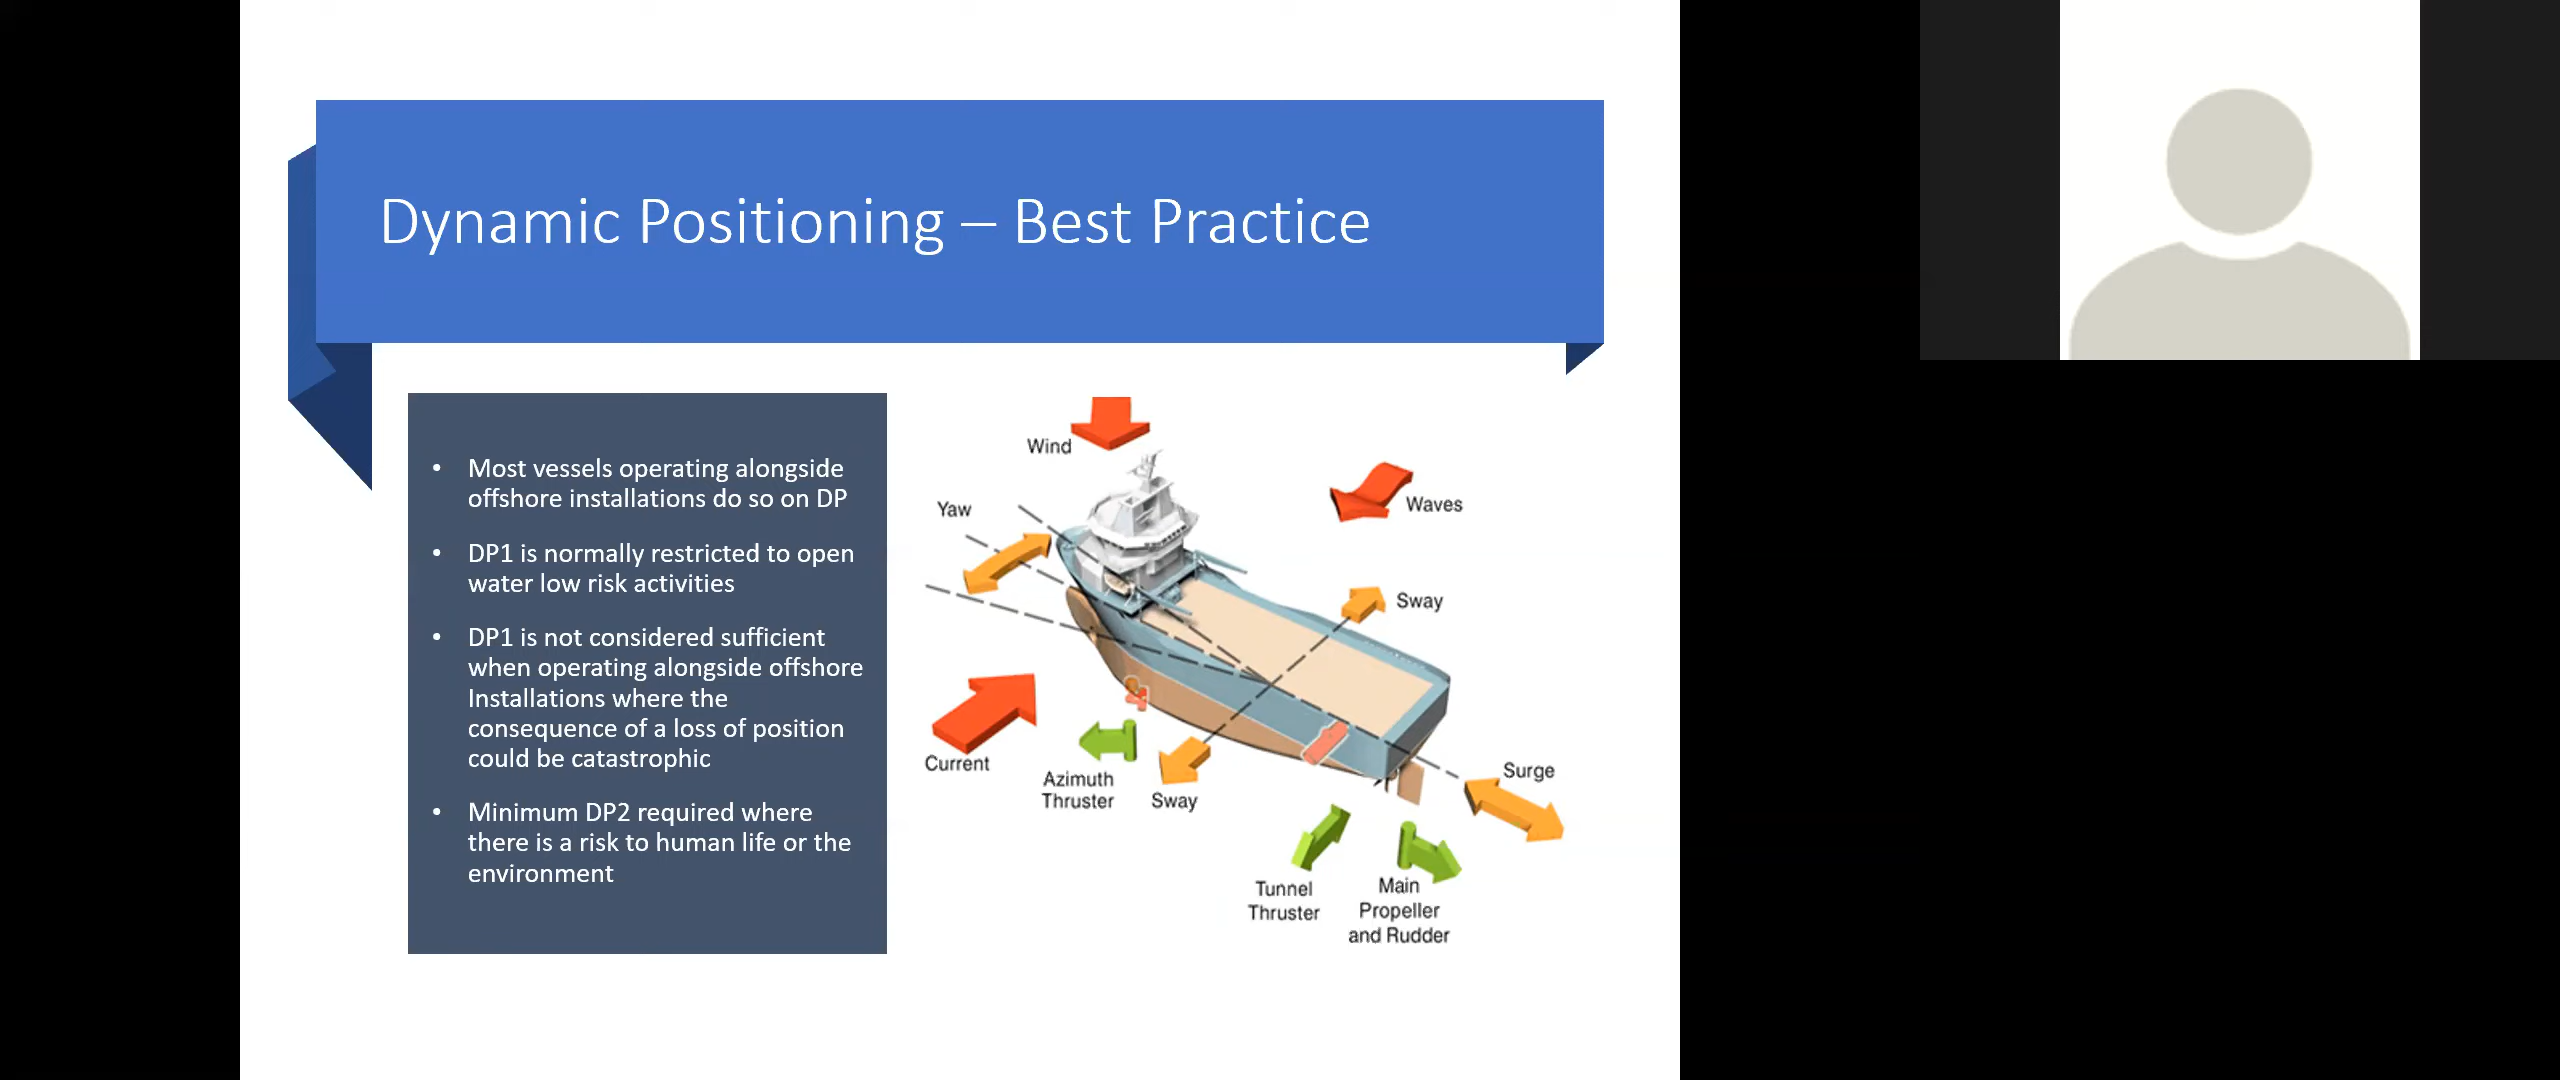 Dynamic Positioning – Best Practice
• Most vessels operating alongside
offshore installations do so on DP
• DP1 is normally restricted to open
water low risk activities
• DP1 is not considered sufficient
when operating alongside offshore
Installations where the
consequence of a loss of position
could be catastrophic
• Minimum DP2 required where
there is a risk to human life or the
environment
Wind
Waves
Yaw
Sway
Current
Azimuth
Thruster
Sway
Surge
Tunnel
Thruster
Main
Propeller
and Rudder